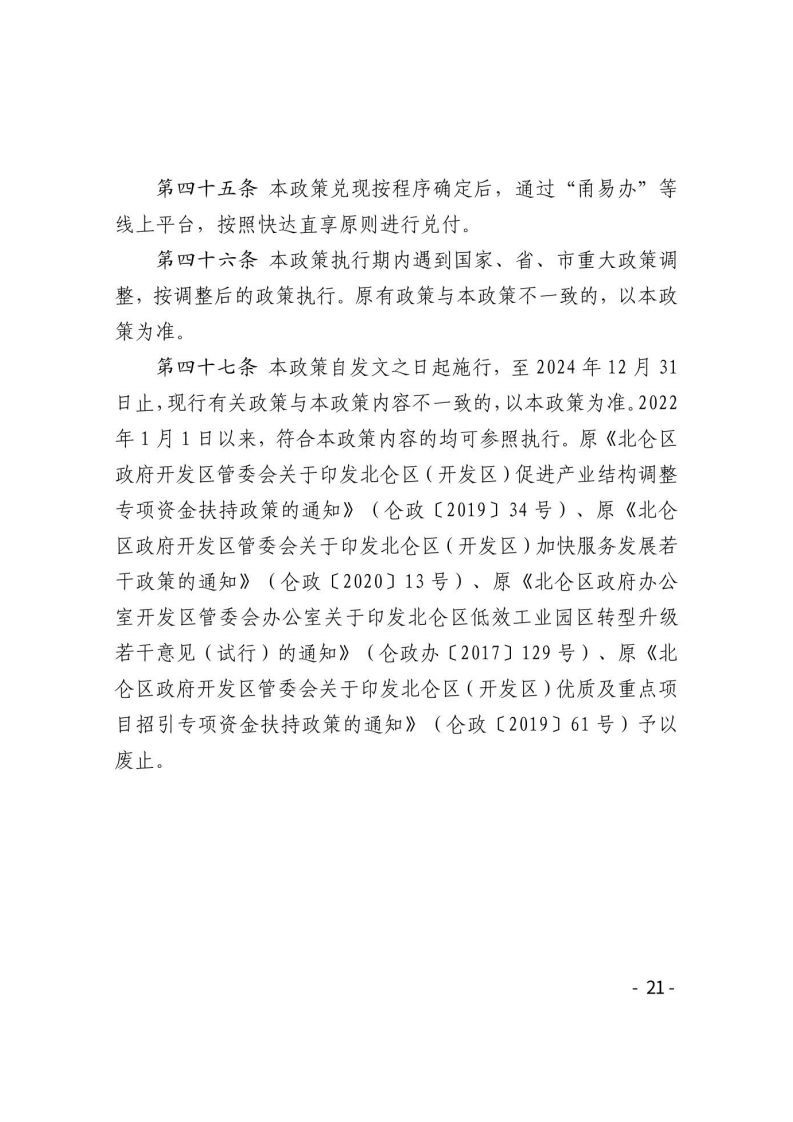 第四十五条 本政策兑现按程序确定后，通过“甬易办”等
线上平台，按照快达直享原则进行兑付。
第四十六条 本政策执行期内遇到国家、省、市重大政策调
整，按调整后的政策执行。原有政策与本政策不一致的，以本政
策为准。
第四十七条 本政策自发文之日起施行，至 2024 年 12 月 31
日止，现行有关政策与本政策内容不一致的，以本政策为准。2022
年 1 月 1 日以来，符合本政策内容的均可参照执行。原《北仑区
政府开发区管委会关于印发北仑区（开发区）促进产业结构调整
专项资金扶持政策的通知》（仑政〔2019〕34 号）、原《北仑
区政府开发区管委会关于印发北仑区（开发区）加快服务发展若
干政策的通知》（仑政〔2020〕13 号）、原《北仑区政府办公
室开发区管委会办公室关于印发北仑区低效工业园区转型升级
若干意见（试行）的通知》（仑政办〔2017〕129 号）、原《北
仑区政府开发区管委会关于印发北仑区（开发区）优质及重点项
目招引专项资金扶持政策的通知》（仑政〔2019〕61 号）予以
废止。
- 21 -